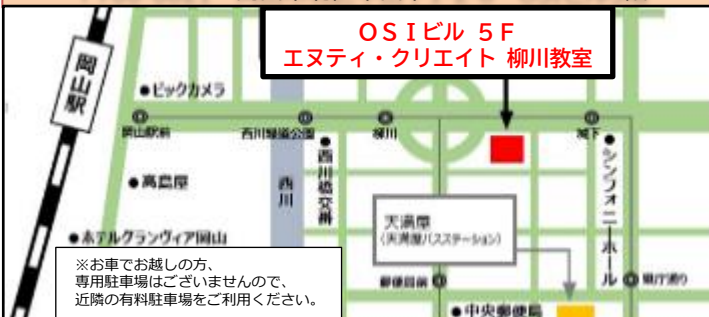 OSIビル 5F
エヌティ・クリエイト 柳川教室
岡山駅
●ビックカメラ
岡山駅前
西川緑道公園
柳川
城下
●高島屋
西川
●西川橋交番
●シンフォニーホール
天満屋
(天満屋バスステーション)
●ホテルグランヴィア岡山
※お車でお越しの方、
専用駐車場はございませんので、
近隣の有料駐車場をご利用ください。
郵便局前
県庁通り
●中央郵便局